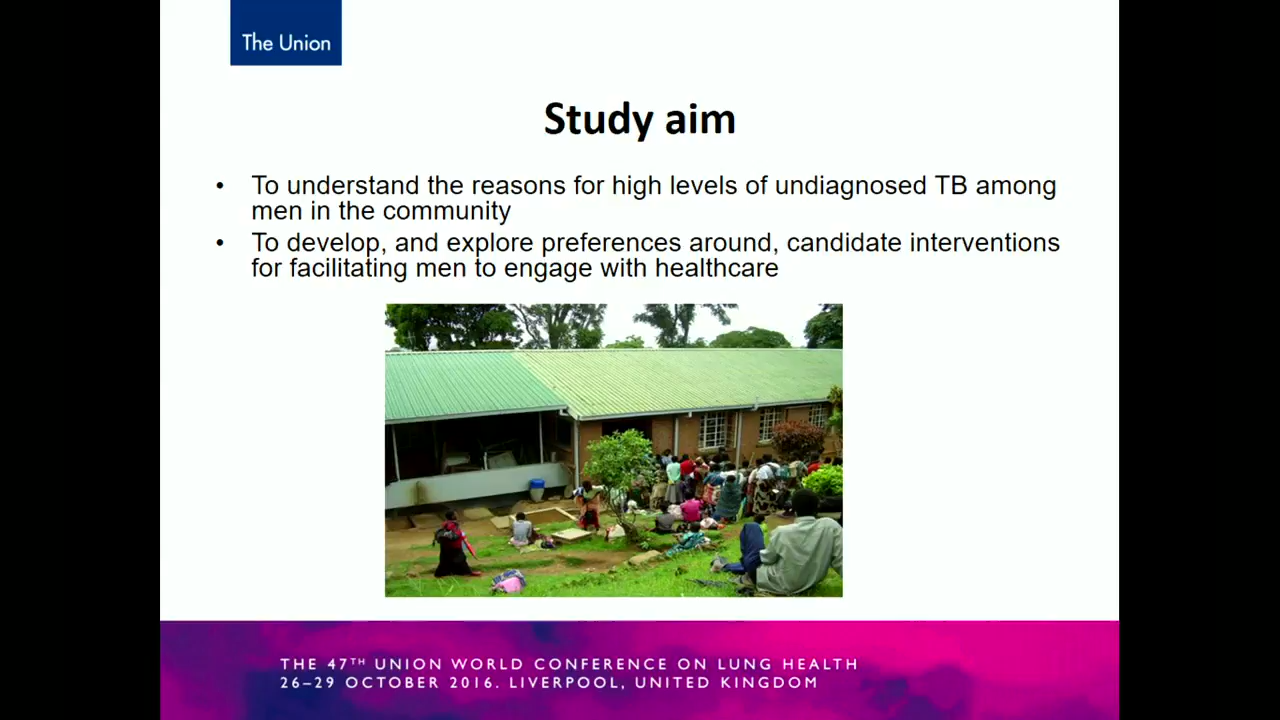 The Union
Study aim
• To understand the reasons for high levels of undiagnosed TB among
men in the community
• To develop, and explore preferences around, candidate interventions
for facilitating men to engage with healthcare
THE 47TH UNION WORLD CONFERENCE ON LUNG HEALTH
26–29 OCTOBER 2016. LIVERPOOL, UNITED KINGDOM